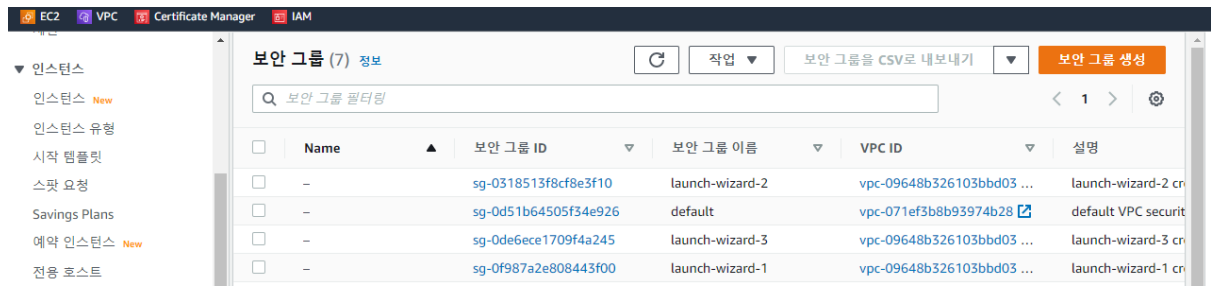 EC2 VPC Certificate Manager IAM
보안 그룹 (7) 정보 작업 ▼ 보안 그룹을 CSV로 내보내기 ▼ 보안 그룹 생성
▼ 인스턴스
인스턴스 New
인스턴스 유형
시작 템플릿
스팟 요청
Savings Plans
예약 인스턴스 New
전용 호스트
보안 그룹 필터링 < 1 >
Name 보안 그룹 ID 보안 그룹 이름 VPC ID 설명
– sg-0318513f8cf8e3f10 launch-wizard-2 vpc-09648b326103bbd03 ... launch-wizard-2 cr
– sg-0d51b64505f34e926 default vpc-071ef3b8b93974b28 default VPC securit
– sg-0de6ece1709f4a245 launch-wizard-3 vpc-09648b326103bbd03 ... launch-wizard-3 cr
– sg-0f987a2e808443f00 launch-wizard-1 vpc-09648b326103bbd03 ... launch-wizard-1 cr